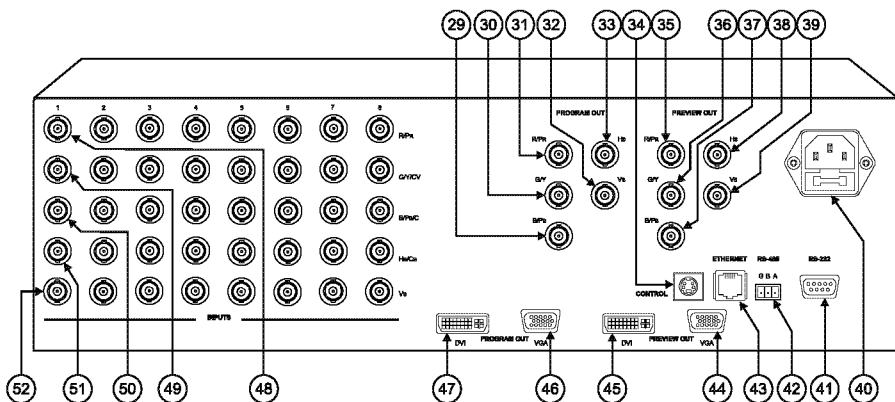 29 30 31 32 33 34 35 36 37 38 39
1 2 3 4 5 6 7 8
PROGRAM OUT PREVIEW OUT
R/PR R/PR Hs R/PR Hs
G/Y/CV G/Y Vs G/Y Vs
B/PB/C B/PB B/PB
Hs/Cs
Vs
INPUTS
ETHERNET RS-485 RS-232
G B A
CONTROL
DVI PROGRAM OUT VGA DVI PREVIEW OUT VGA
52 51 50 49 48 47 46 45 44 43 42 41 40